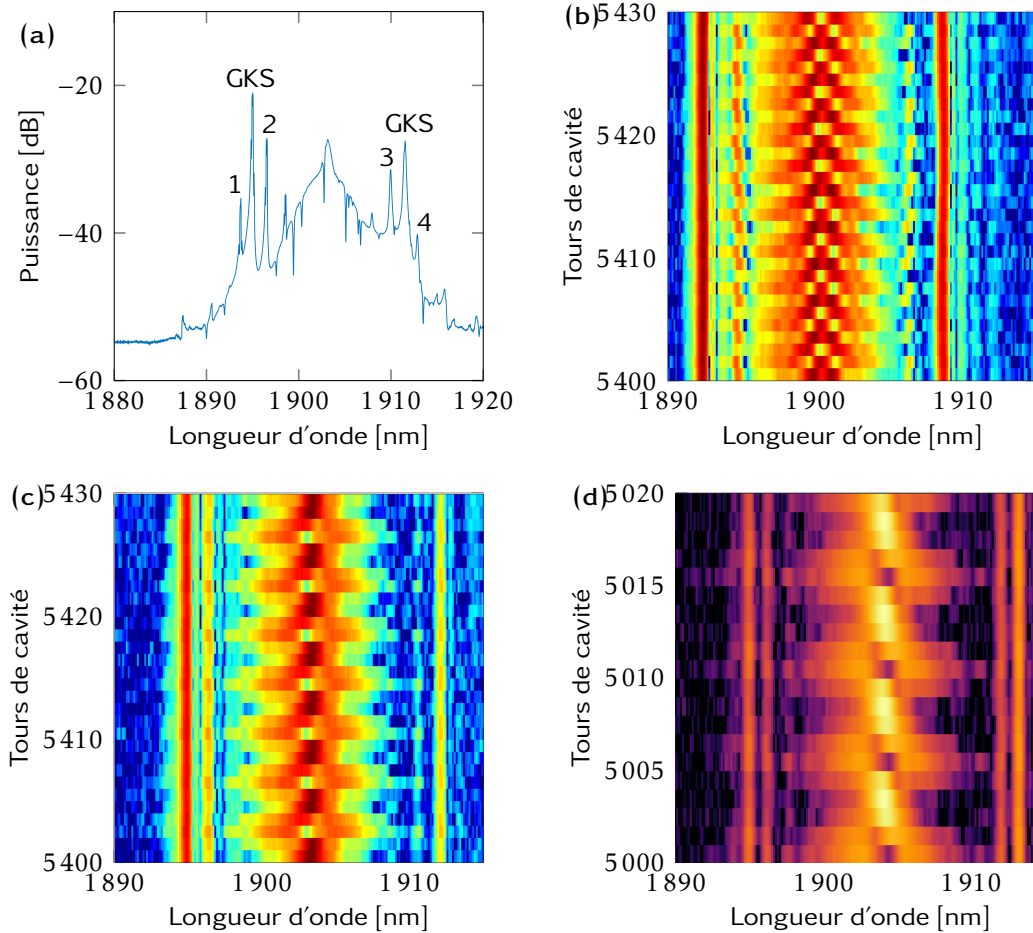 (a)
−20
−40
−60
Puissance [dB]
GKS
1
2
GKS
3
4
1 880 1 890 1 900 1 910 1 920
Longueur d'onde [nm]
(b)
5 430
5 420
5 410
5 400
Tours de cavité
1 890 1 900 1 910
Longueur d'onde [nm]
(c)
5 430
5 420
5 410
5 400
Tours de cavité
1 890 1 900 1 910
Longueur d'onde [nm]
(d)
5 020
5 015
5 010
5 005
5 000
Tours de cavité
1 890 1 900 1 910
Longueur d'onde [nm]